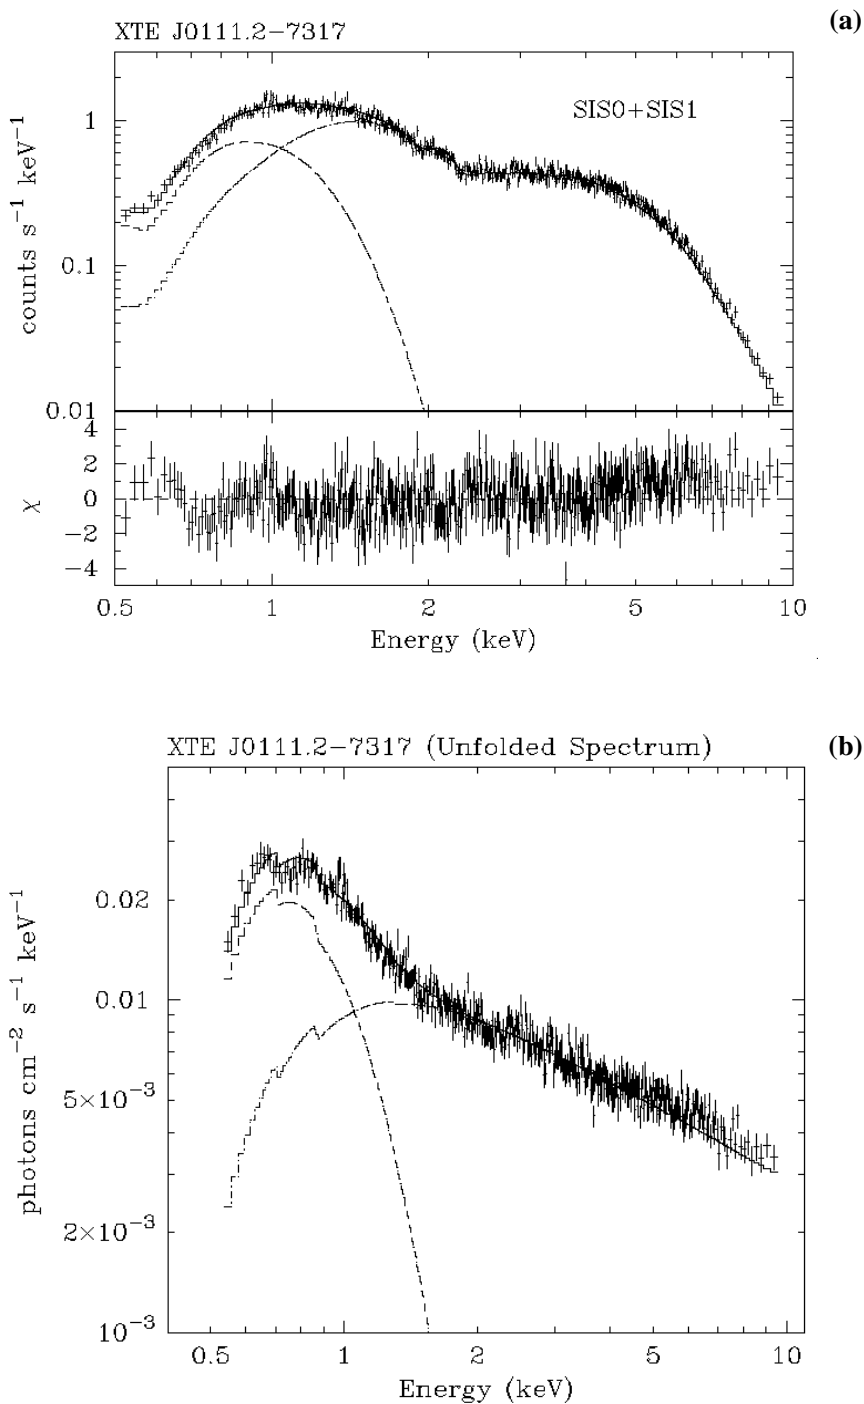 (a)
XTE J0111.2−7317
SIS0+SIS1
counts s⁻¹ keV⁻¹
1
0.1
0.01
χ
4
2
0
−2
−4
0.5 1 2 5 10
Energy (keV)
(b)
XTE J0111.2−7317 (Unfolded Spectrum)
photons cm⁻² s⁻¹ keV⁻¹
0.02
0.01
5×10⁻³
2×10⁻³
10⁻³
0.5 1 2 5 10
Energy (keV)